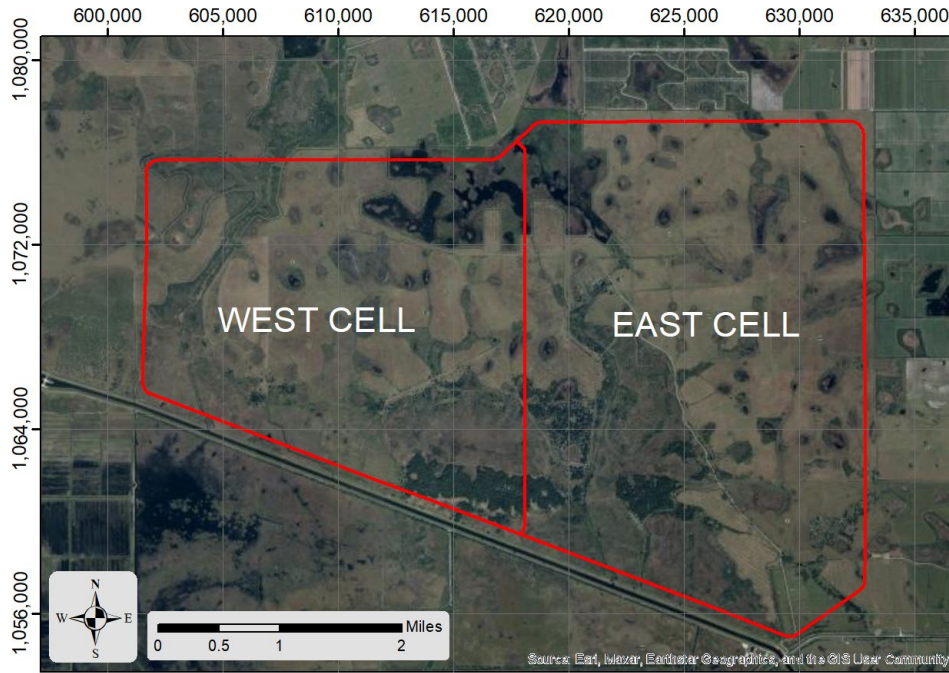 600,000 605,000 610,000 615,000 620,000 625,000 630,000 635,000
1,080,000
1,072,000
1,064,000
1,056,000
WEST CELL
EAST CELL
N
W E
S
Miles
0 0.5 1 2
Source: Esri, Maxar, Earthstar Geographics, and the GIS User Community